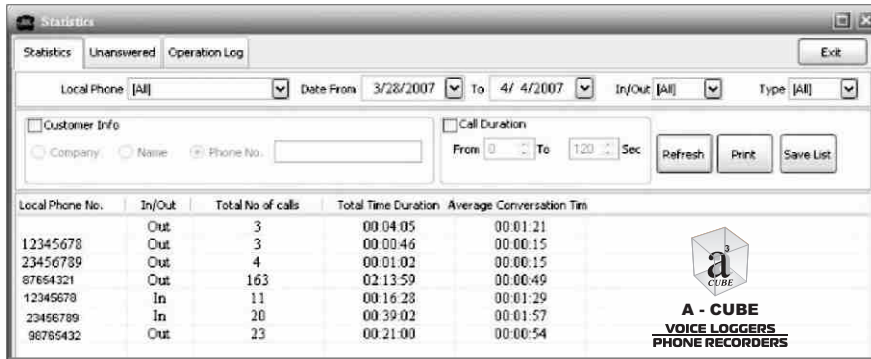 Statistics
Statistics Unanswered Operation Log Exit
Local Phone [All] Date From 3/28/2007 To 4/ 4/2007 In/Out [All] Type [All]
Customer Info Call Duration
Company Name Phone No. From 0 To 120 Sec Refresh Print Save List
Local Phone No. In/Out Total No of calls Total Time Duration Average Conversation Tim
Out 3 00:04:05 00:01:21
12345678 Out 3 00:00:46 00:00:15
23456789 Out 4 00:01:02 00:00:15
87654321 Out 163 02:13:59 00:00:49
12345678 In 11 00:16:28 00:01:29
23456789 In 20 00:39:02 00:01:57
98765432 Out 23 00:21:00 00:00:54
a3
CUBE
A - CUBE
VOICE LOGGERS
PHONE RECORDERS